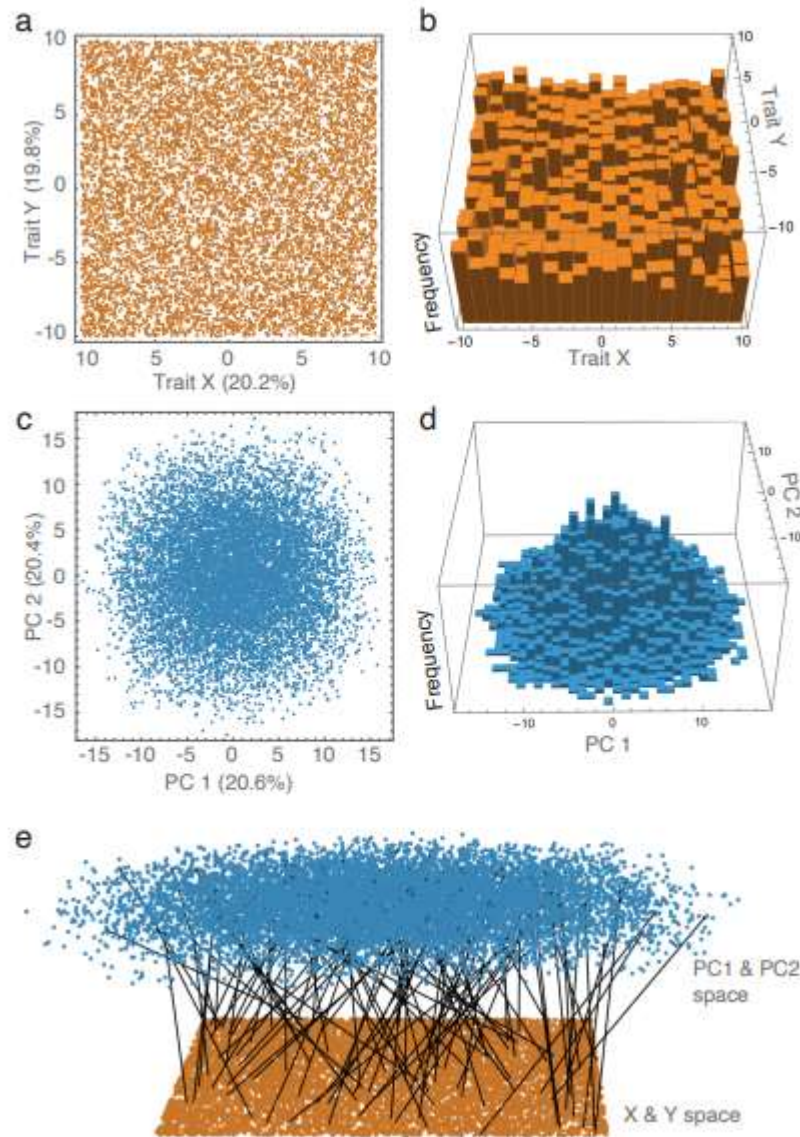 a
10
5
0
-5
-10
Trait Y (19.8%)
10 5 0 5 10
Trait X (20.2%)
b
10
5
0
-5
-10
Trait Y
Frequency
-10 -5 0 5 10
Trait X
c
15
10
5
0
-5
-10
-15
PC 2 (20.4%)
-15 -10 -5 0 5 10 15
PC 1 (20.6%)
d
10
0
-10
PC 2
Frequency
-10 0 10
PC 1
e
PC1 & PC2
space
X & Y space